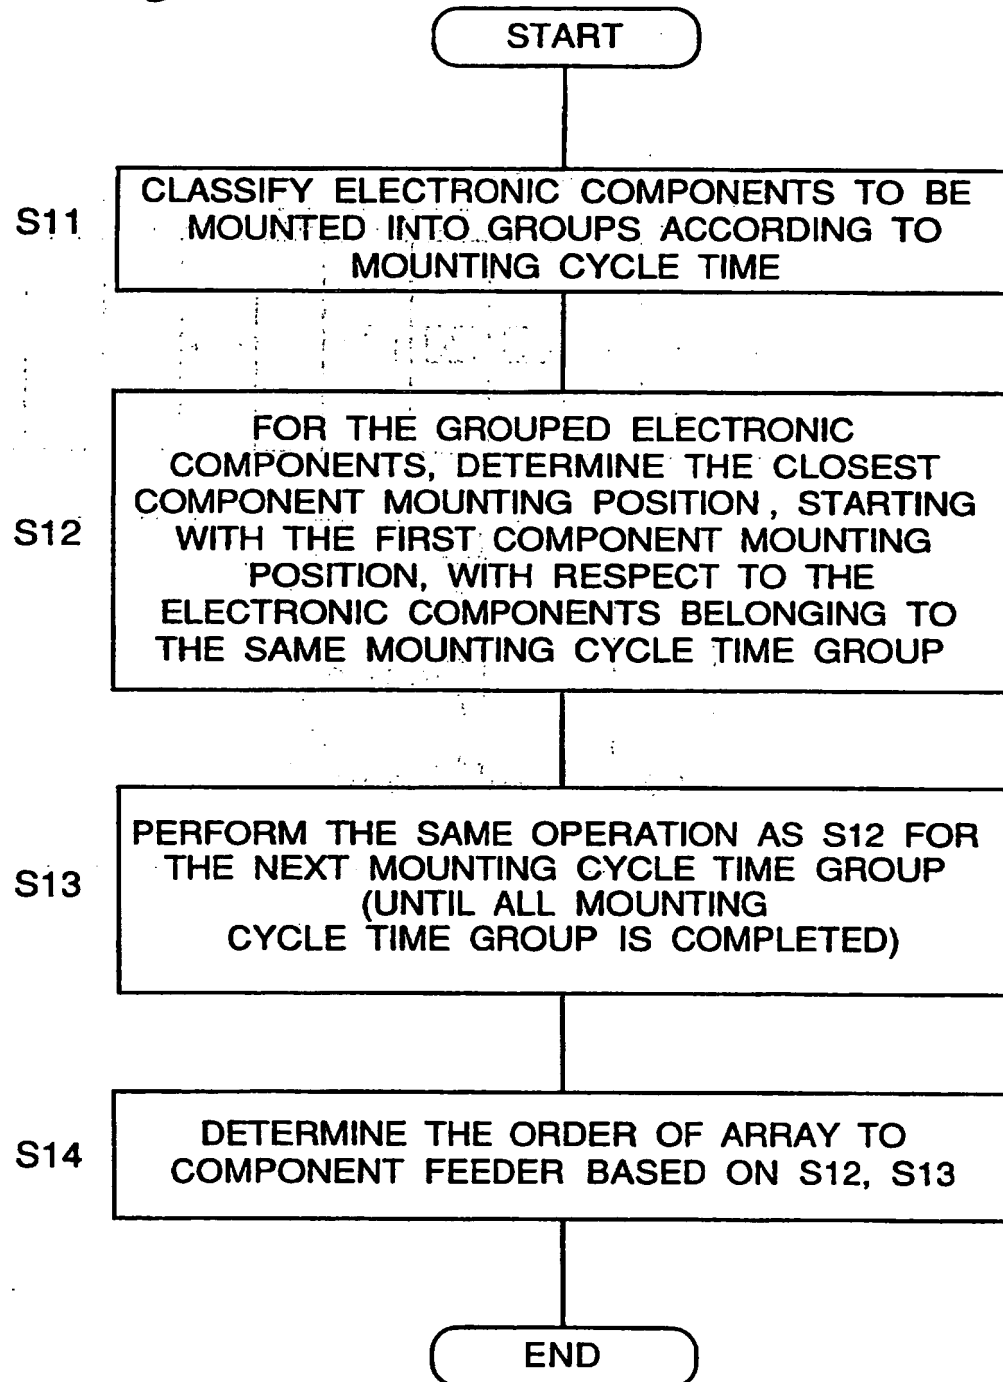 START
S11
CLASSIFY ELECTRONIC COMPONENTS TO BE
MOUNTED INTO GROUPS ACCORDING TO
MOUNTING CYCLE TIME
S12
FOR THE GROUPED ELECTRONIC
COMPONENTS, DETERMINE THE CLOSEST
COMPONENT MOUNTING POSITION, STARTING
WITH THE FIRST COMPONENT MOUNTING
POSITION, WITH RESPECT TO THE
ELECTRONIC COMPONENTS BELONGING TO
THE SAME MOUNTING CYCLE TIME GROUP
S13
PERFORM THE SAME OPERATION AS S12 FOR
THE NEXT MOUNTING CYCLE TIME GROUP
(UNTIL ALL MOUNTING
CYCLE TIME GROUP IS COMPLETED)
S14
DETERMINE THE ORDER OF ARRAY TO
COMPONENT FEEDER BASED ON S12, S13
END